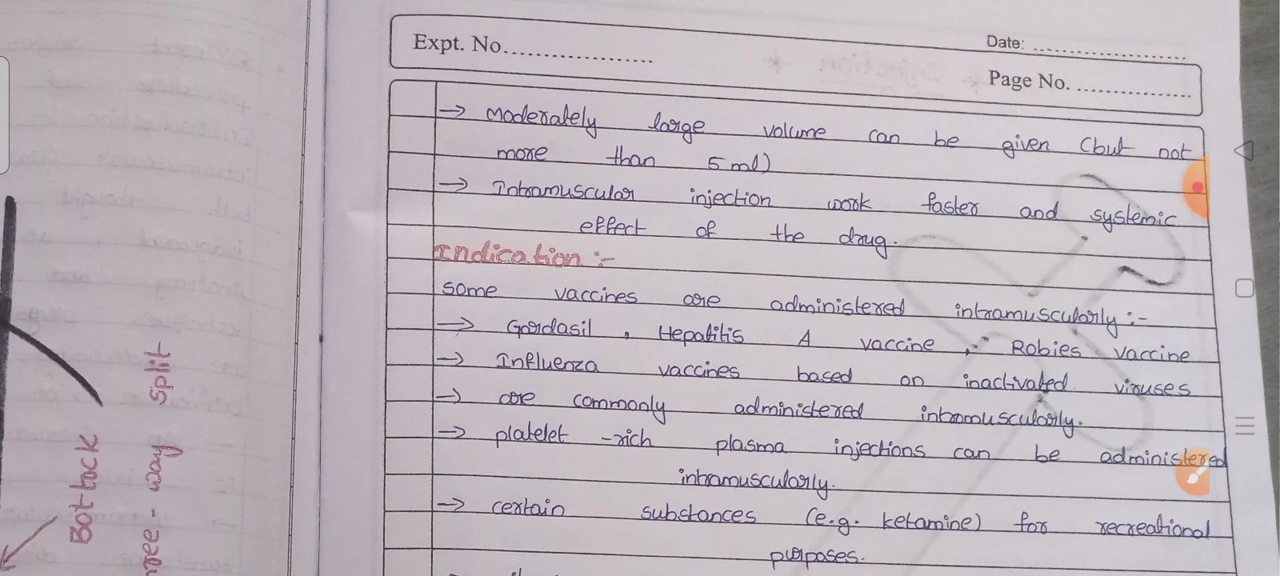 Expt. No.
Date:
Page No.
→ Moderately large volume can be given (but not
more than 5 ml)
→ Intramuscular injection work faster and systemic
effect of the drug.
Indication :-
Some vaccines are administered intramuscularly :-
→ Gardasil , Hepatitis A vaccine , Rabies vaccine
→ Influenza vaccines based on inactivated viruses
→ are commonly administered intramuscularly.
→ platelet -rich plasma injections can be administered
intramuscularly.
→ certain substances (e.g. ketamine) for recreational
purposes.
Bottock
split
way